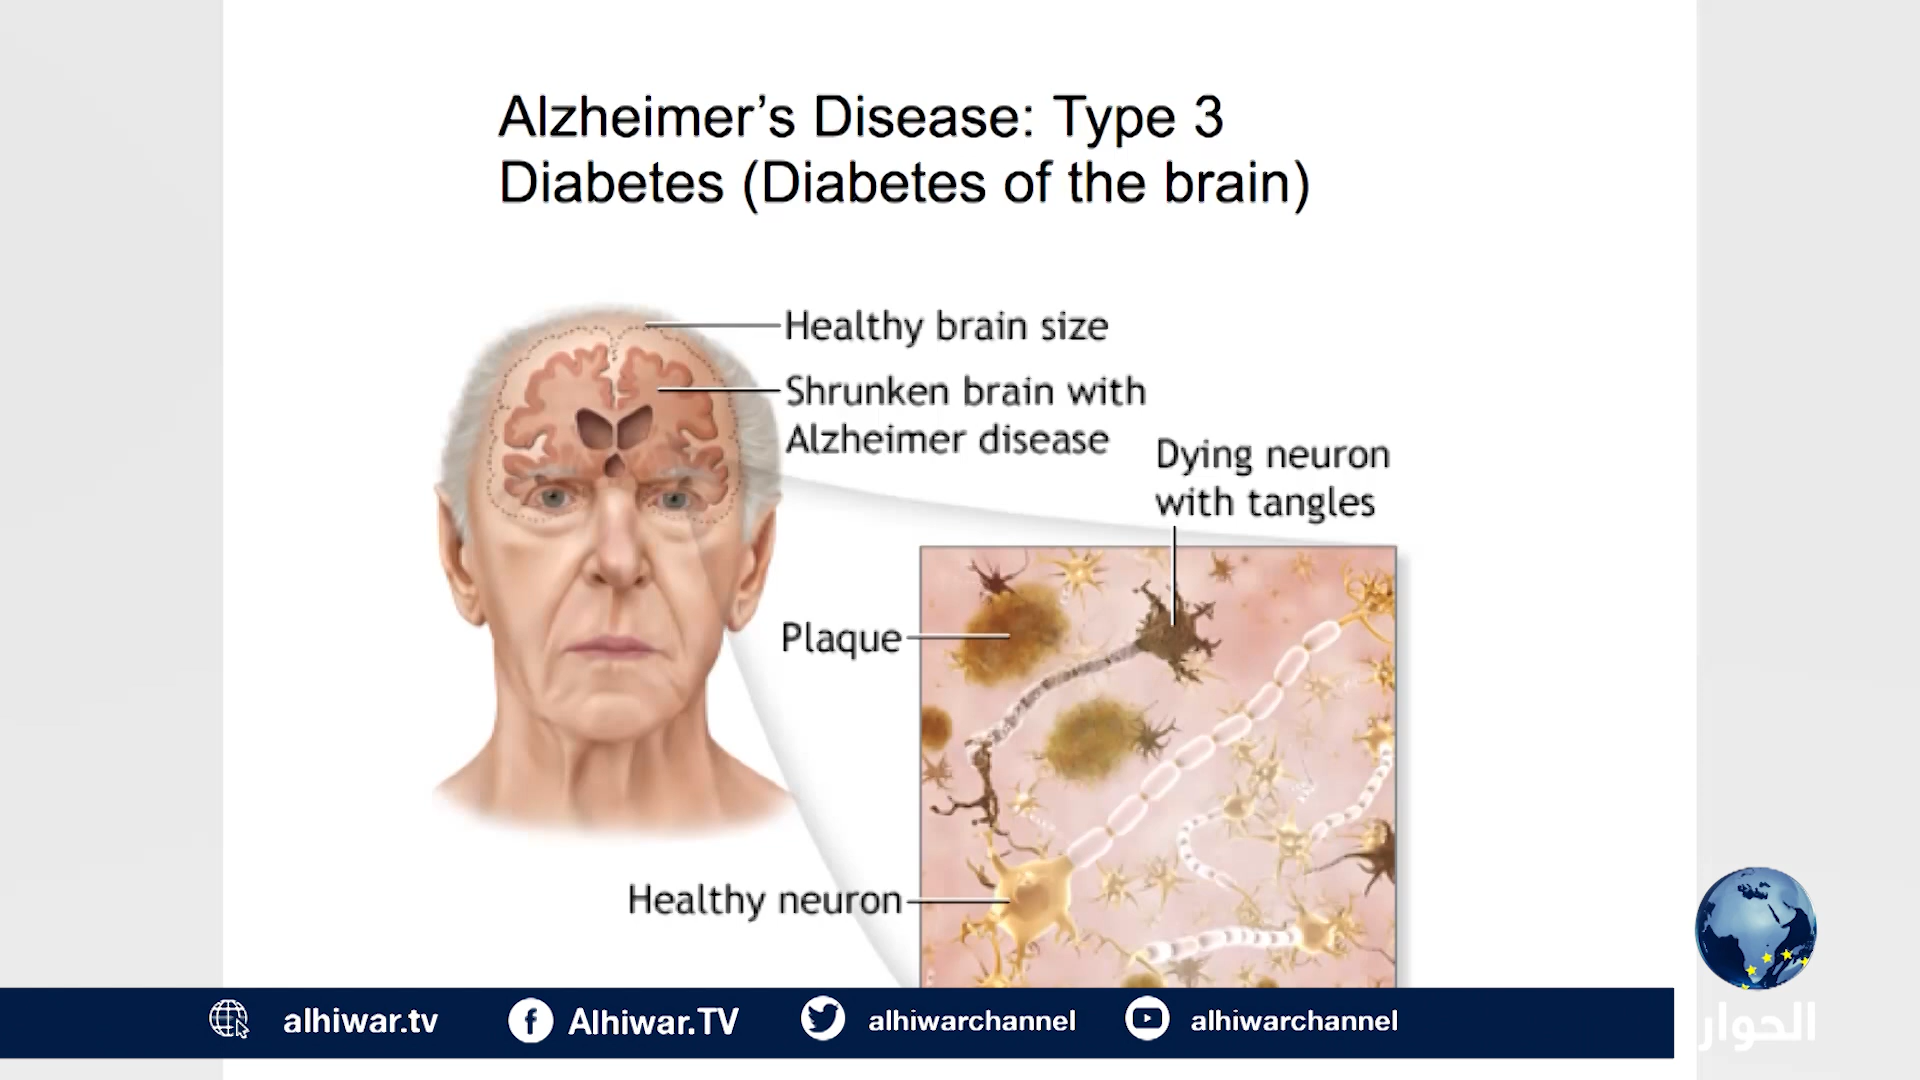 Alzheimer’s Disease: Type 3
Diabetes (Diabetes of the brain)
Healthy brain size
Shrunken brain with
Alzheimer disease
Dying neuron
with tangles
Plaque
Healthy neuron
alhiwar.tv
Alhiwar.TV
alhiwarchannel
alhiwarchannel
الحوار